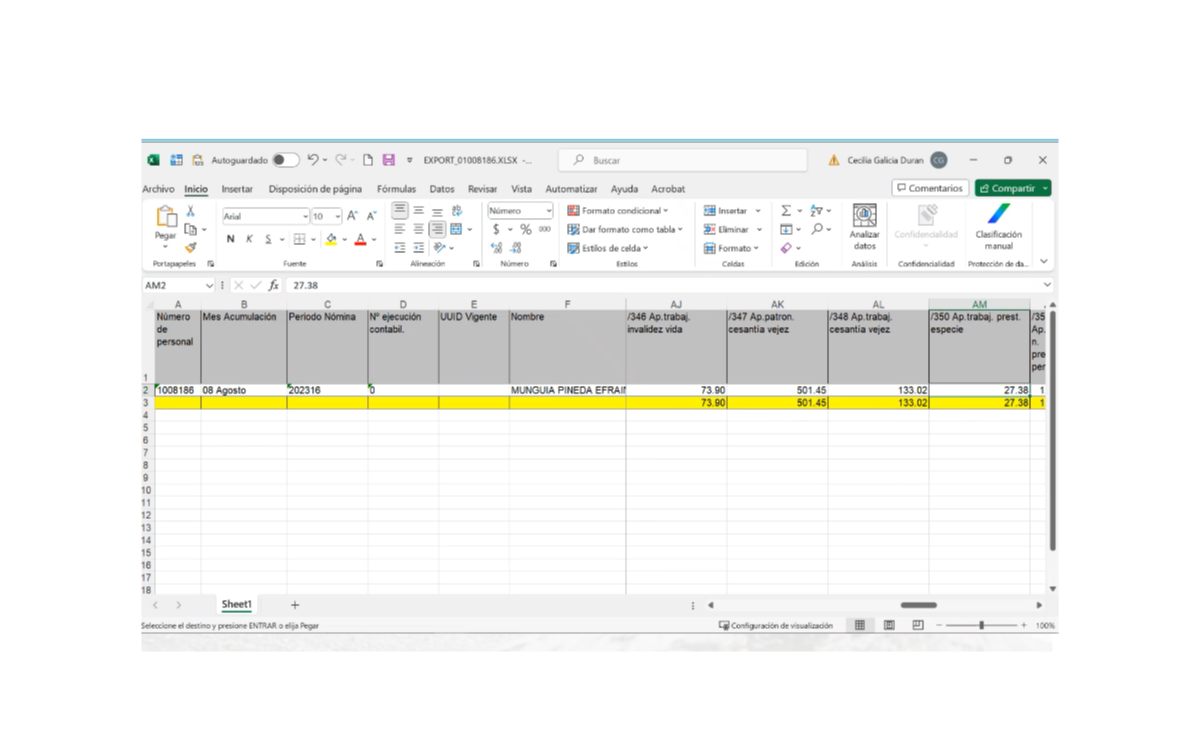 Autoguardado EXPORT_01008186.XLSX -... Buscar Cecilia Galicia Duran CG
Archivo Inicio Insertar Disposición de página Fórmulas Datos Revisar Vista Automatizar Ayuda Acrobat Comentarios Compartir
Pegar
Arial 10 A A
N K S A
Número
$ % 000
Formato condicional
Dar formato como tabla
Estilos de celda
Insertar
Eliminar
Formato
Analizar
datos
Confidencialidad
Clasificación
manual
Portapapeles Fuente Alineación Número Estilos Celdas Edición Análisis Confidencialidad Protección de da...
AM2 fx 27.38
A B C D E F AJ AK AL AM
Número
de
personal
Mes Acumulación
Periodo Nómina
Nº ejecución
contabil.
UUID Vigente
Nombre
/346 Ap.trabaj.
invalidez vida
/347 Ap.patron.
cesantia vejez
/348 Ap.trabaj.
cesantia vejez
/350 Ap.trabaj. prest.
especie
/35
Ap.
n.
pre
per
1
2 1008186 08 Agosto 202316 0 MUNGUIA PINEDA EFRAI 73.90 501.45 133.02 27.38 1
3 73.90 501.45 133.02 27.38 1
4
5
6
7
8
9
10
11
12
13
14
15
16
17
18
Sheet1 +
Seleccione el destino y presione ENTRAR o elija Pegar Configuración de visualización 100%